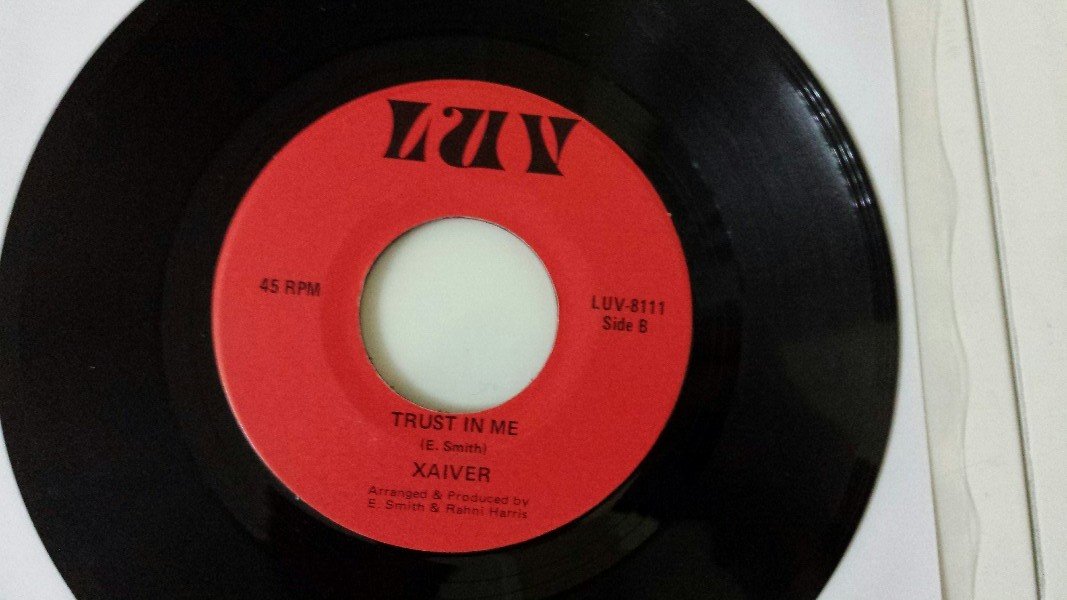 LUV
45 RPM
LUV-8111
Side B
TRUST IN ME
(E. Smith)
XAIVER
Arranged & Produced by
E. Smith & Rahni Harris